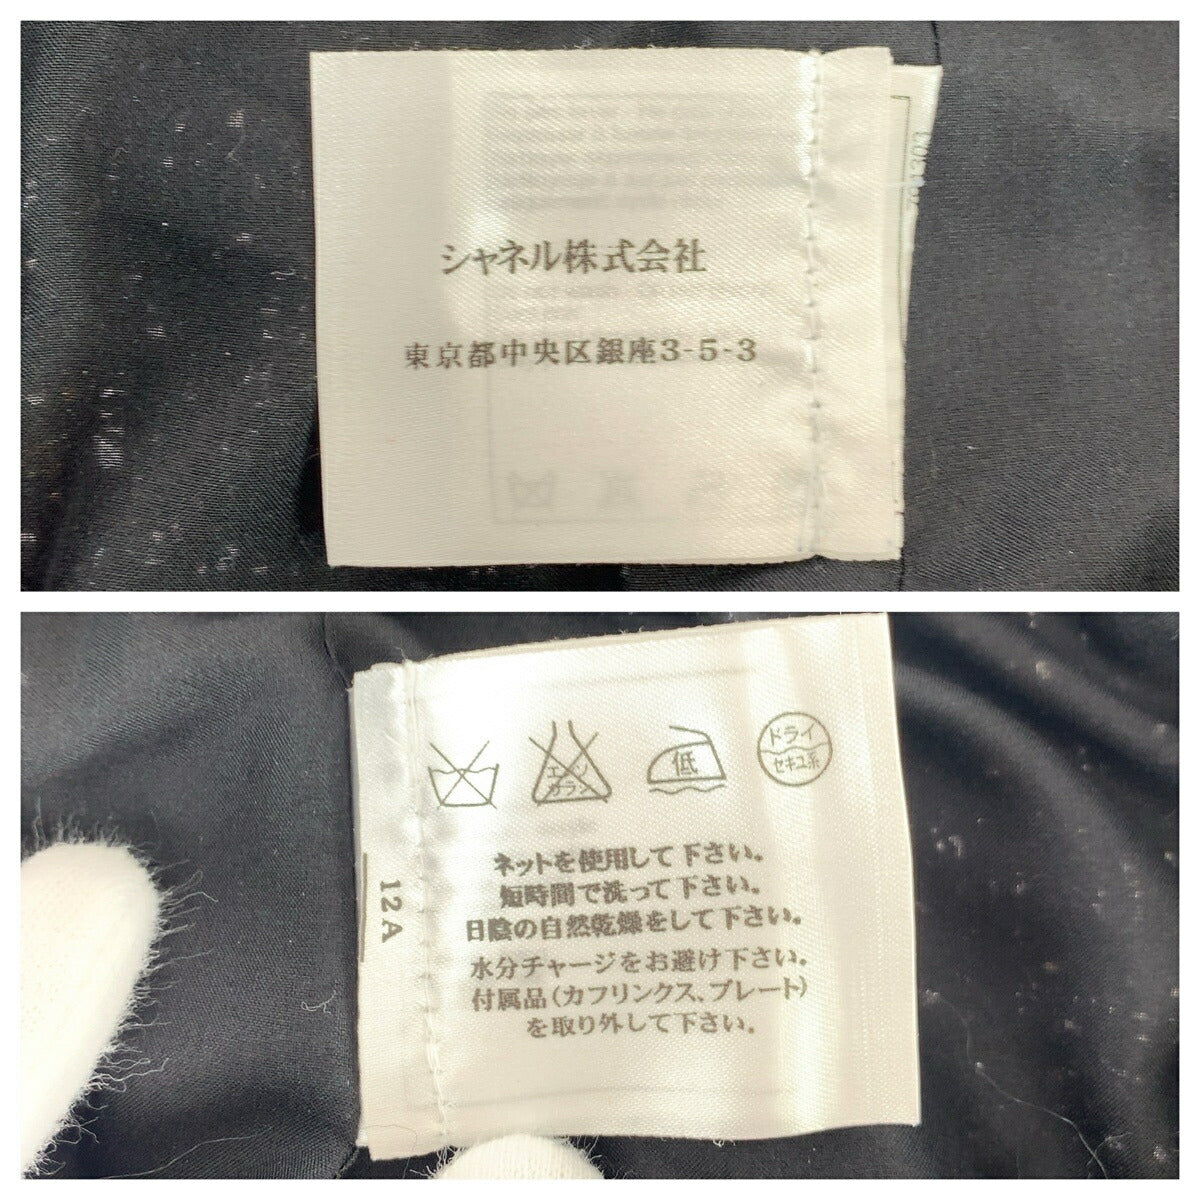 シャネル株式会社
東京都中央区銀座3-5-3
エンソ
サラン
低
ドライ
セキユ系
ネットを使用して下さい。
短時間で洗って下さい。
日陰の自然乾燥をして下さい。
水分チャージをお避け下さい。
付属品(カフリンクス、プレート)
を取り外して下さい。
12A